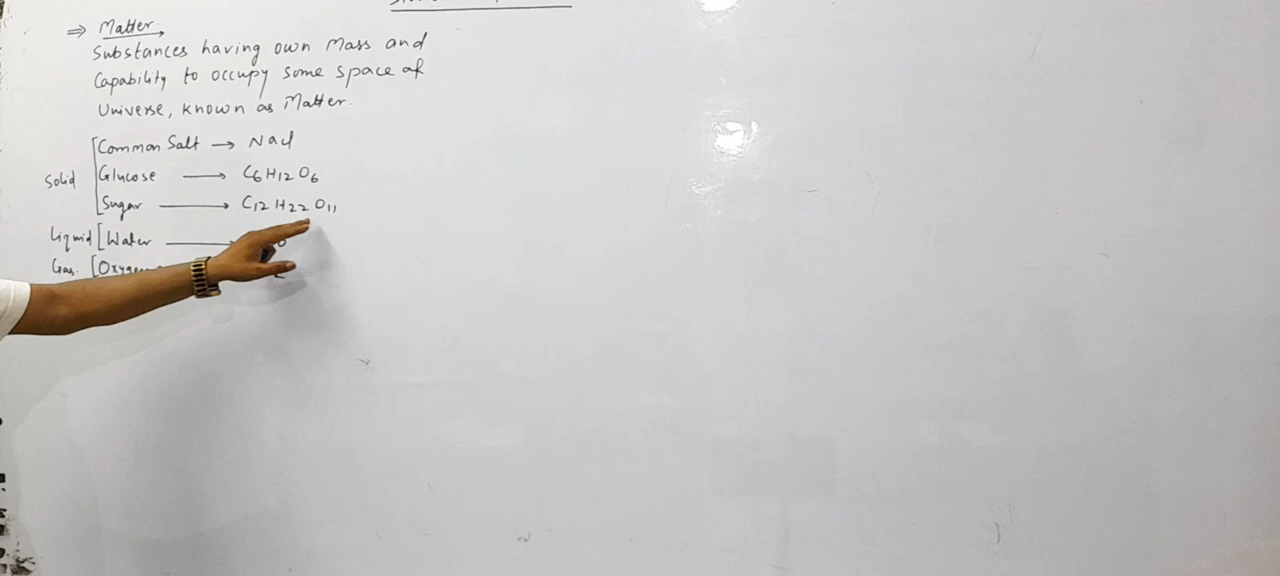 ⇒ Matter
Substances having own Mass and
Capability to occupy some space of
Universe, known as Matter.
Common Salt → NaCl
Solid Glucose → C6H12O6
Sugar → C12H22O11
Liquid [Water →
Gas. [Oxygen